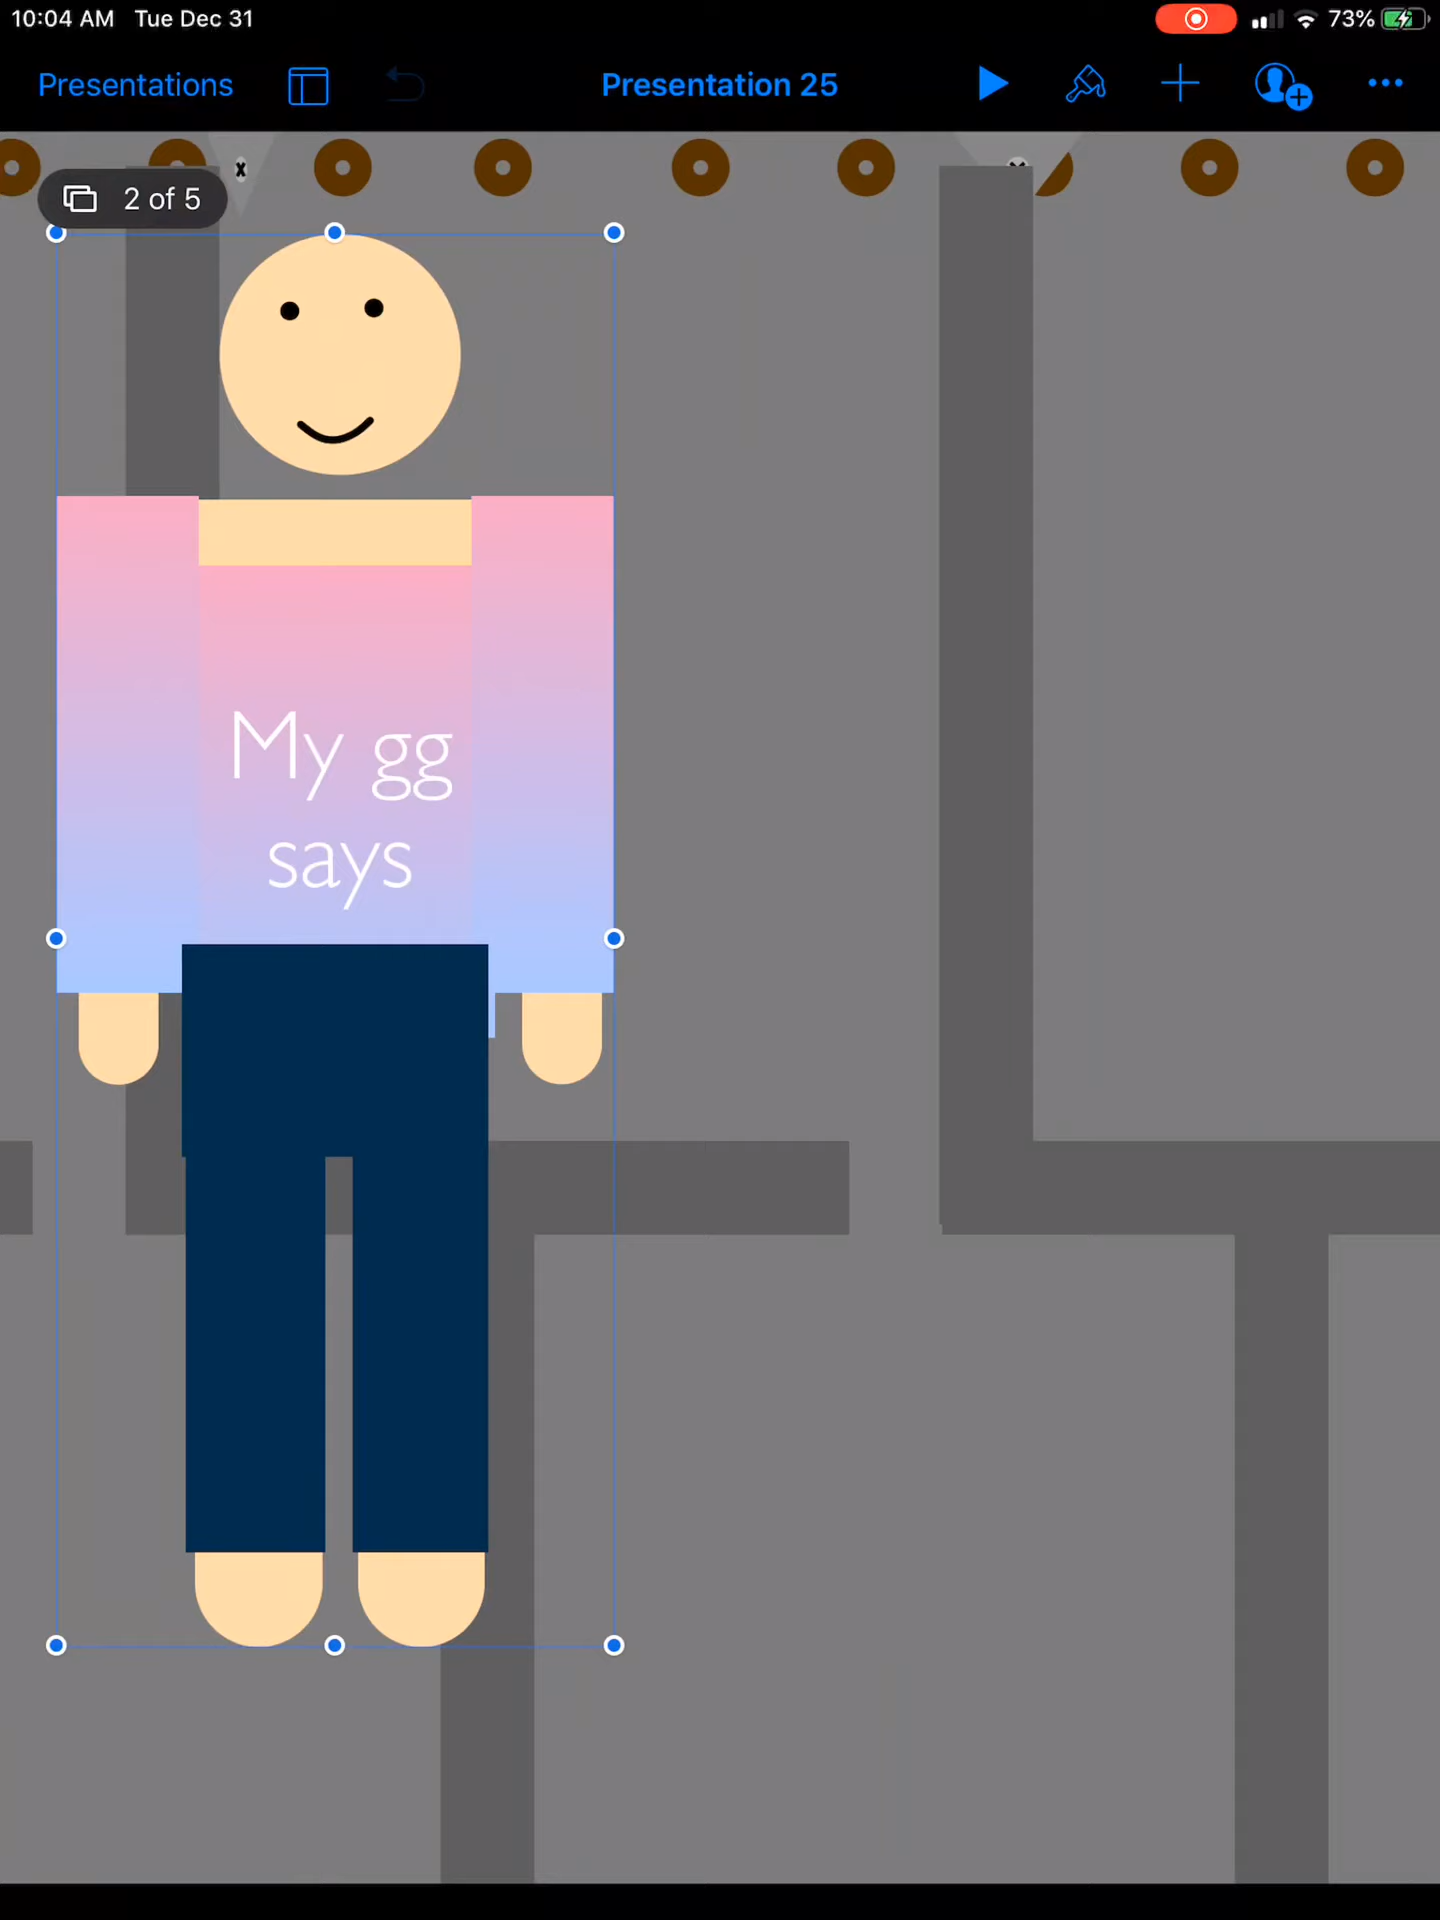 10:04 AM Tue Dec 31 73%
Presentations Presentation 25
2 of 5
x
My gg
says